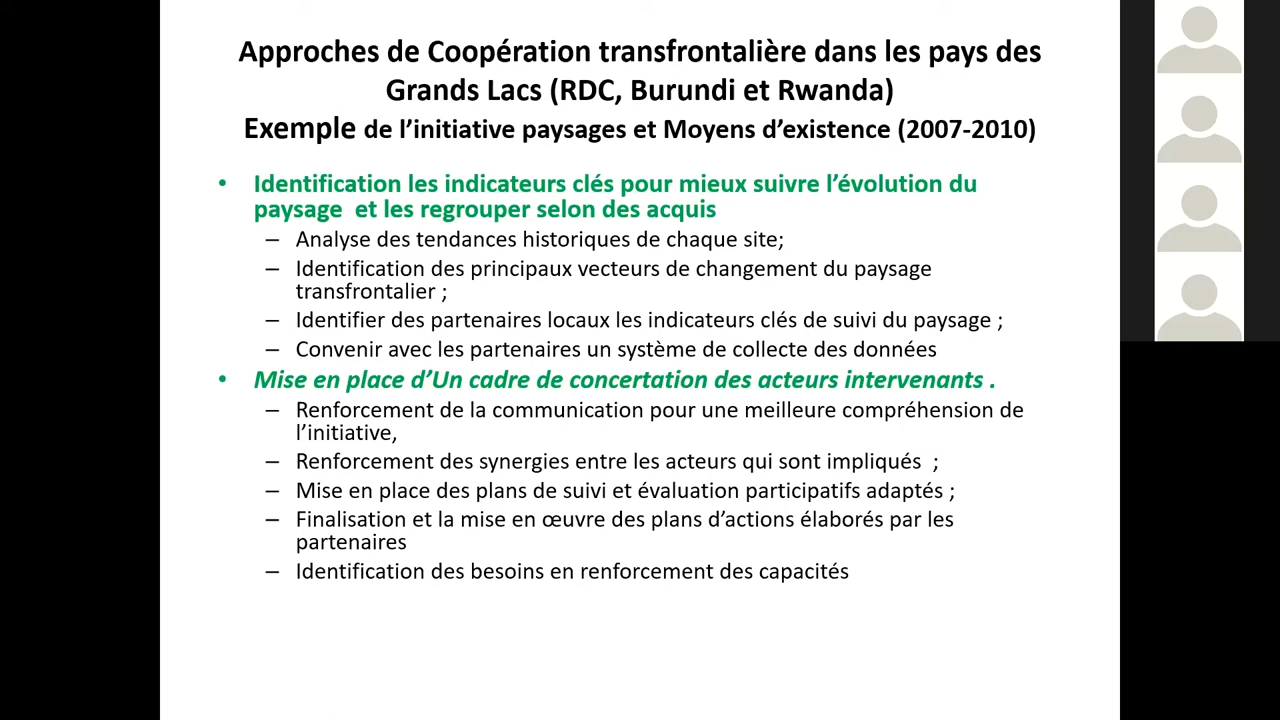 Approches de Coopération transfrontalière dans les pays des
Grands Lacs (RDC, Burundi et Rwanda)
Exemple de l’initiative paysages et Moyens d’existence (2007-2010)
• Identification les indicateurs clés pour mieux suivre l’évolution du
paysage et les regrouper selon des acquis
– Analyse des tendances historiques de chaque site;
– Identification des principaux vecteurs de changement du paysage
transfrontalier ;
– Identifier des partenaires locaux les indicateurs clés de suivi du paysage ;
– Convenir avec les partenaires un système de collecte des données
• Mise en place d’Un cadre de concertation des acteurs intervenants .
– Renforcement de la communication pour une meilleure compréhension de
l’initiative,
– Renforcement des synergies entre les acteurs qui sont impliqués ;
– Mise en place des plans de suivi et évaluation participatifs adaptés ;
– Finalisation et la mise en œuvre des plans d’actions élaborés par les
partenaires
– Identification des besoins en renforcement des capacités